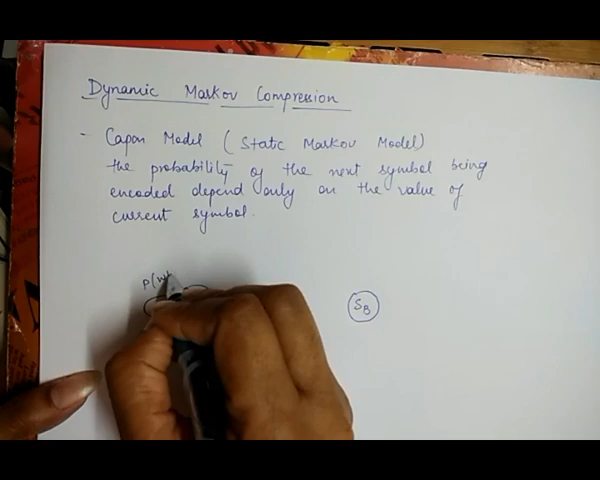 Dynamic Markov Compression
- Capon Model ( Static Markov Model)
the probability of the next symbol being
encoded depend only on the value of
current symbol.
P(w
S_B